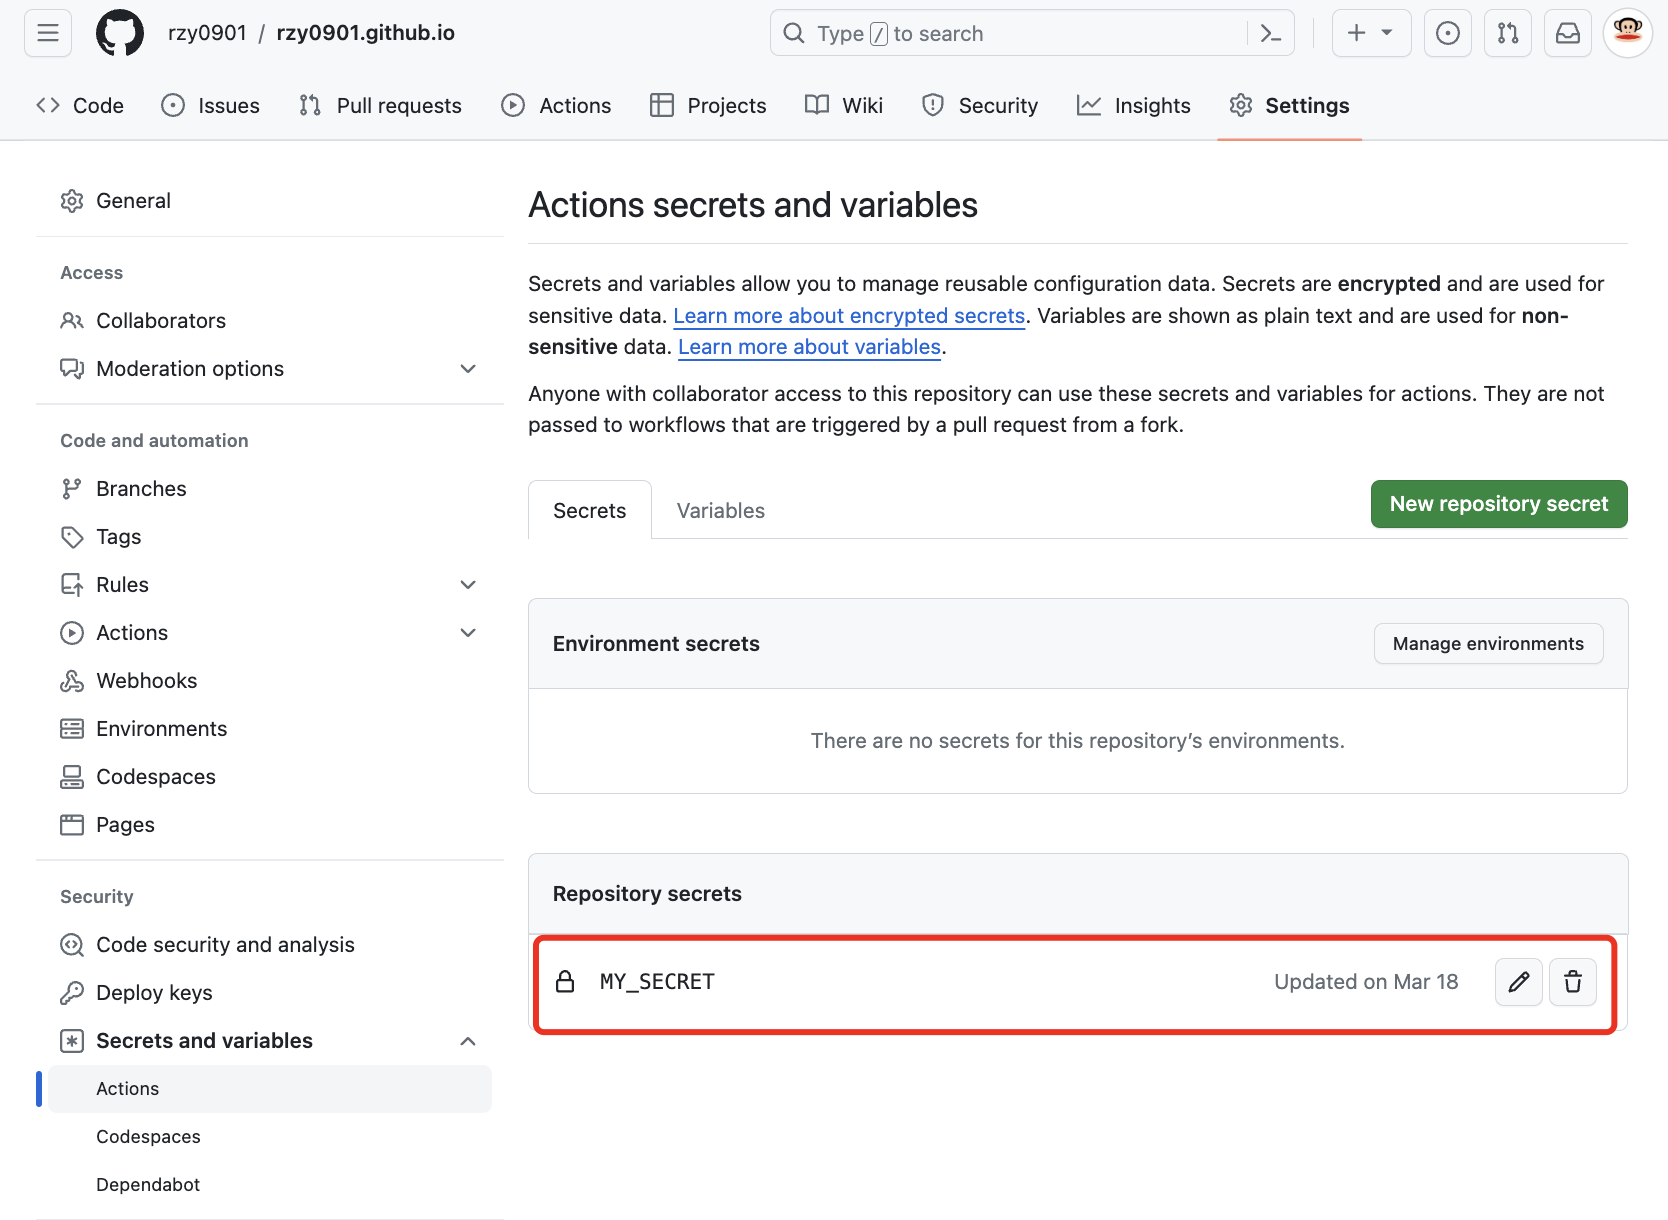 rzy0901 / rzy0901.github.io
Type / to search
Code Issues Pull requests Actions Projects Wiki Security Insights Settings
General
Access
Collaborators
Moderation options
Code and automation
Branches
Tags
Rules
Actions
Webhooks
Environments
Codespaces
Pages
Security
Code security and analysis
Deploy keys
Secrets and variables
Actions
Codespaces
Dependabot
Actions secrets and variables
Secrets and variables allow you to manage reusable configuration data. Secrets are encrypted and are used for
sensitive data. Learn more about encrypted secrets. Variables are shown as plain text and are used for non-
sensitive data. Learn more about variables.
Anyone with collaborator access to this repository can use these secrets and variables for actions. They are not
passed to workflows that are triggered by a pull request from a fork.
Secrets Variables New repository secret
Environment secrets Manage environments
There are no secrets for this repository’s environments.
Repository secrets
MY_SECRET Updated on Mar 18